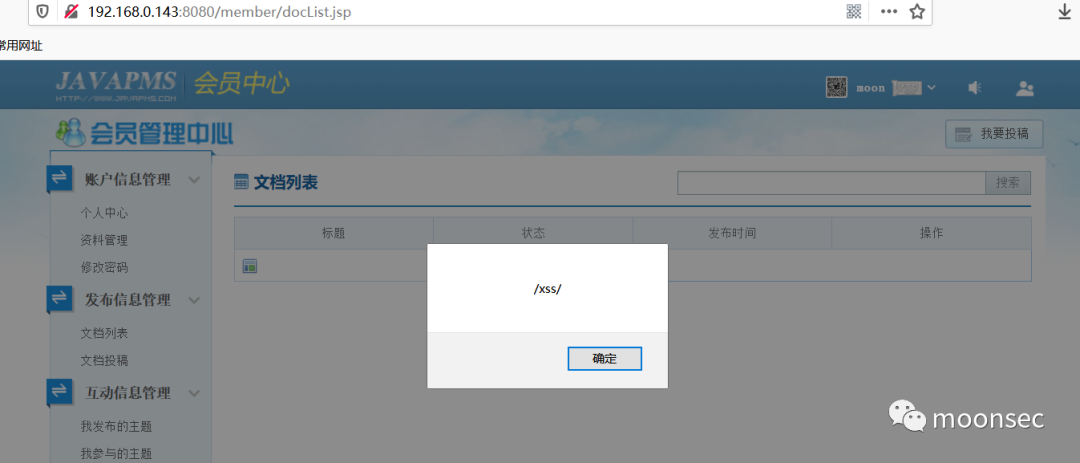 192.168.0.143:8080/member/docList.jsp
常用网址
JAVAPMS 会员中心
HTTP://WWW.JAVAPMS.COM
moon
会员管理中心
我要投稿
账户信息管理
个人中心
资料管理
修改密码
发布信息管理
文档列表
文档投稿
互动信息管理
我发布的主题
我参与的主题
文档列表
搜索
标题 状态 发布时间 操作
/xss/
确定
moonsec